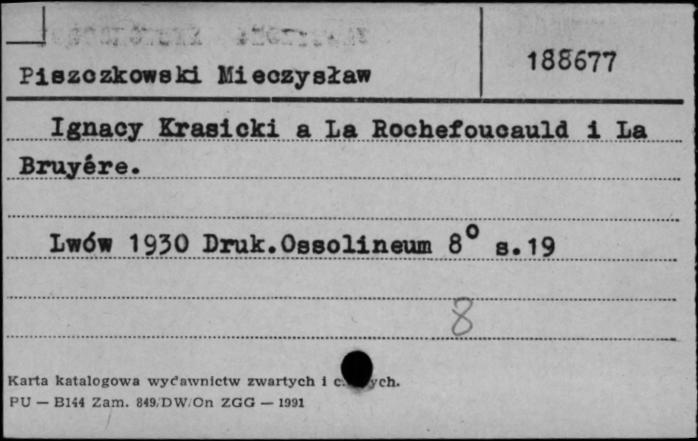 Piszczkowski Mieczysław
188677
Ignacy Krasicki a La Rochefoucauld i La
Bruyére.
Lwów 1930 Druk.Ossolineum 8° s.19
8
Karta katalogowa wydawnictw zwartych i
PU — B144 Zam. 849/DW/On ZGG — 1991